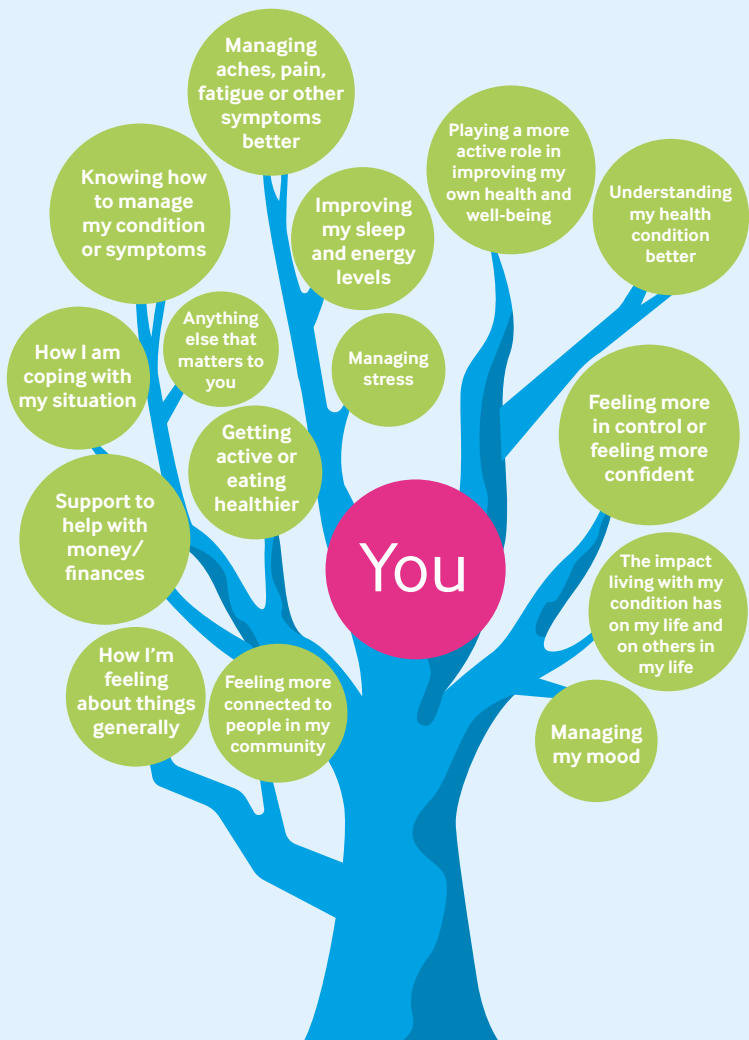 Managing
aches, pain,
fatigue or other
symptoms
better
Playing a more
active role in
improving my
own health and
well-being
Knowing how
to manage
my condition
or symptoms
Improving
my sleep
and energy
levels
Understanding
my health
condition
better
Anything
else that
matters to
you
How I am
coping with
my situation
Managing
stress
Feeling more
in control or
feeling more
confident
Getting
active or
eating
healthier
Support to
help with
money/
finances
You
The impact
living with my
condition has
on my life and
on others in
my life
How I’m
feeling
about things
generally
Feeling more
connected to
people in my
community
Managing
my mood